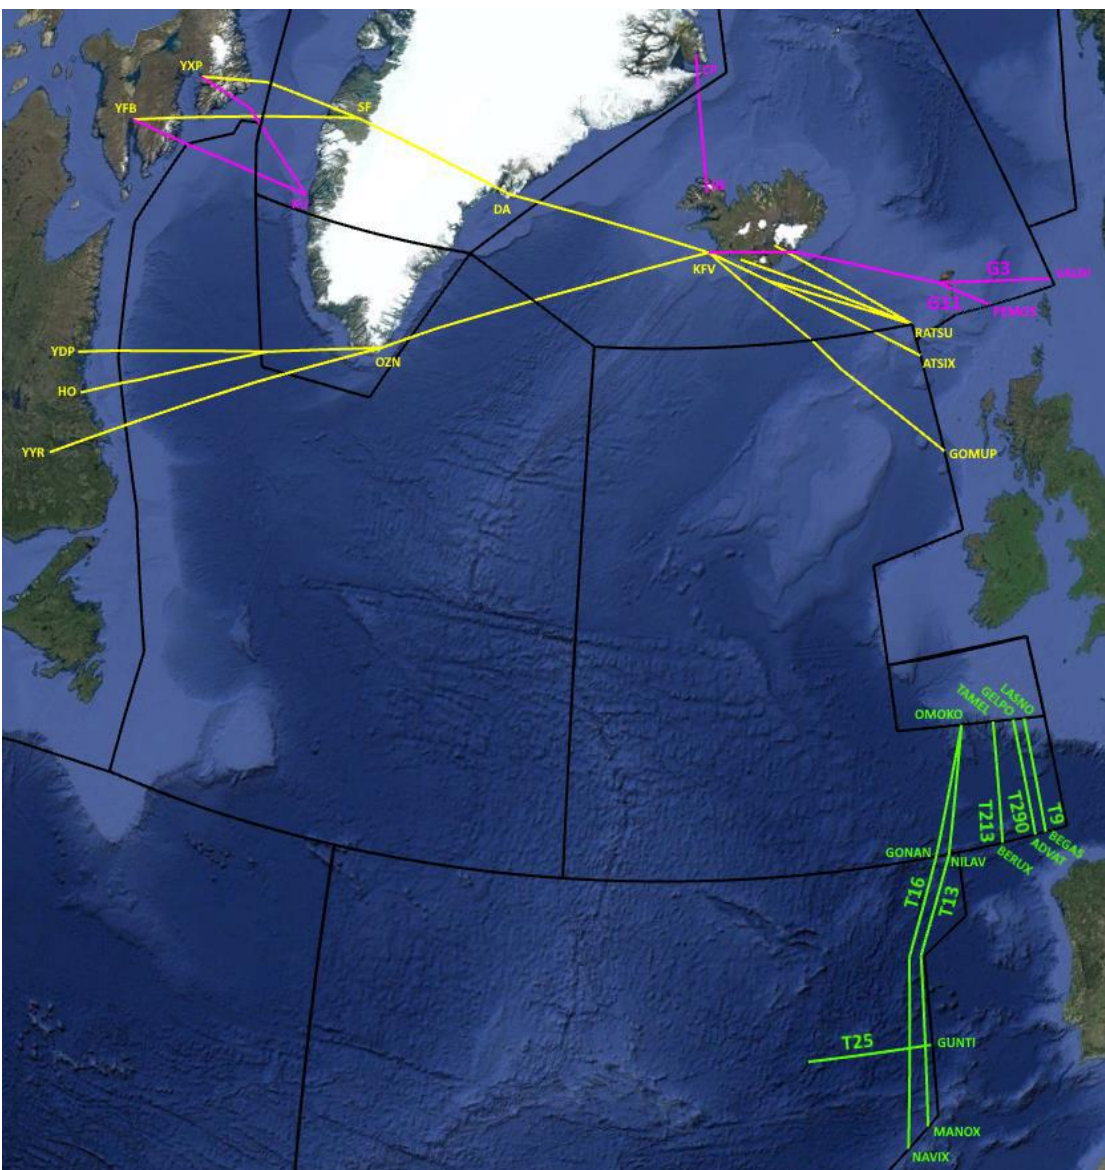 YXP
YFB
SF
DA
KFV
G3
G11
RATSU
ATSIX
YDP
OZN
HO
YYR
GOMUP
LASNO
GELPO
TAMEL
OMOKO
T9
T290
T213
BEGAS
ADVAT
BERUX
GONAN
NILAV
T16
T13
T25
GUNTI
MANOX
NAVIX